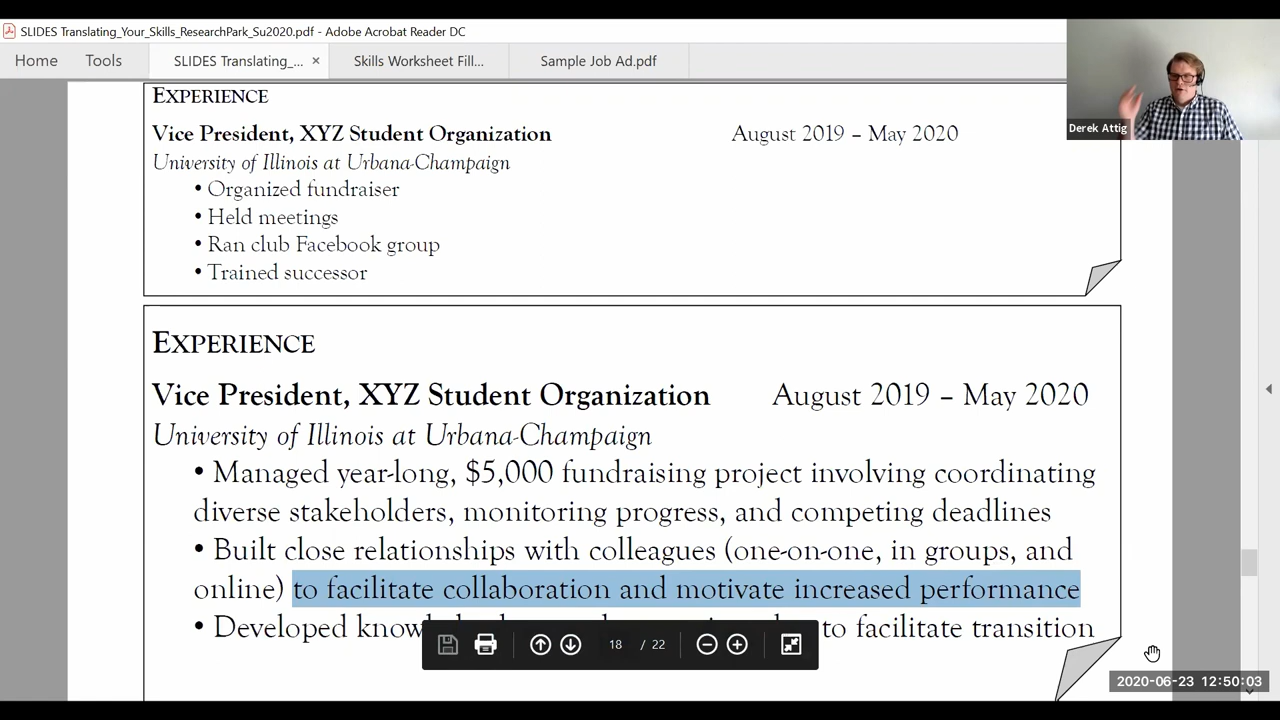 SLIDES Translating_Your_Skills_ResearchPark_Su2020.pdf - Adobe Acrobat Reader DC
Home Tools SLIDES Translating_... × Skills Worksheet Fill... Sample Job Ad.pdf
Derek Attig
EXPERIENCE
Vice President, XYZ Student Organization August 2019 – May 2020
University of Illinois at Urbana-Champaign
• Organized fundraiser
• Held meetings
• Ran club Facebook group
• Trained successor
EXPERIENCE
Vice President, XYZ Student Organization August 2019 – May 2020
University of Illinois at Urbana-Champaign
• Managed year-long, $5,000 fundraising project involving coordinating
diverse stakeholders, monitoring progress, and competing deadlines
• Built close relationships with colleagues (one-on-one, in groups, and
online) to facilitate collaboration and motivate increased performance
• Developed to facilitate transition
18 / 22
2020-06-23 12:50:03